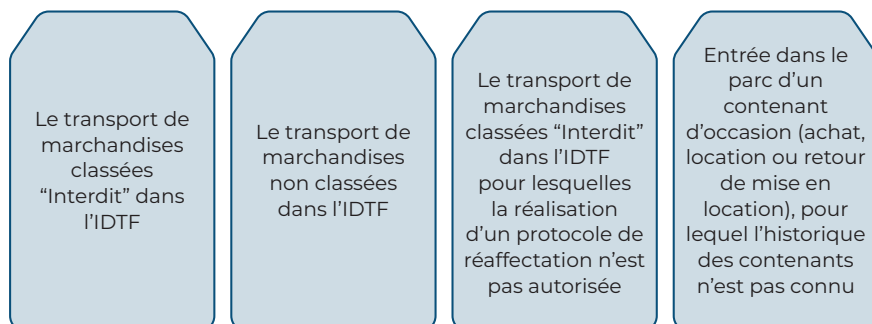 Le transport de
marchandises
classées
“Interdit” dans
l’IDTF
Le transport de
marchandises
non classées
dans l’IDTF
Le transport de
marchandises
classées “Interdit”
dans l’IDTF
pour lesquelles
la réalisation
d’un protocole de
réaffectation n’est
pas autorisée
Entrée dans le
parc d’un
contenant
d’occasion (achat,
location ou retour
de mise en
location), pour
lequel l’historique
des contenants
n’est pas connu